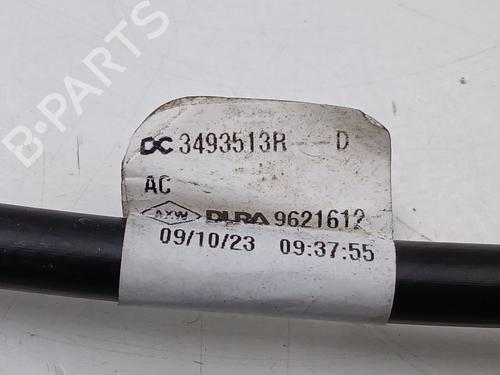 DC 3493513R D
AC
AXW DURA 9621612
09/10/23 09:37:55
B-PARTS